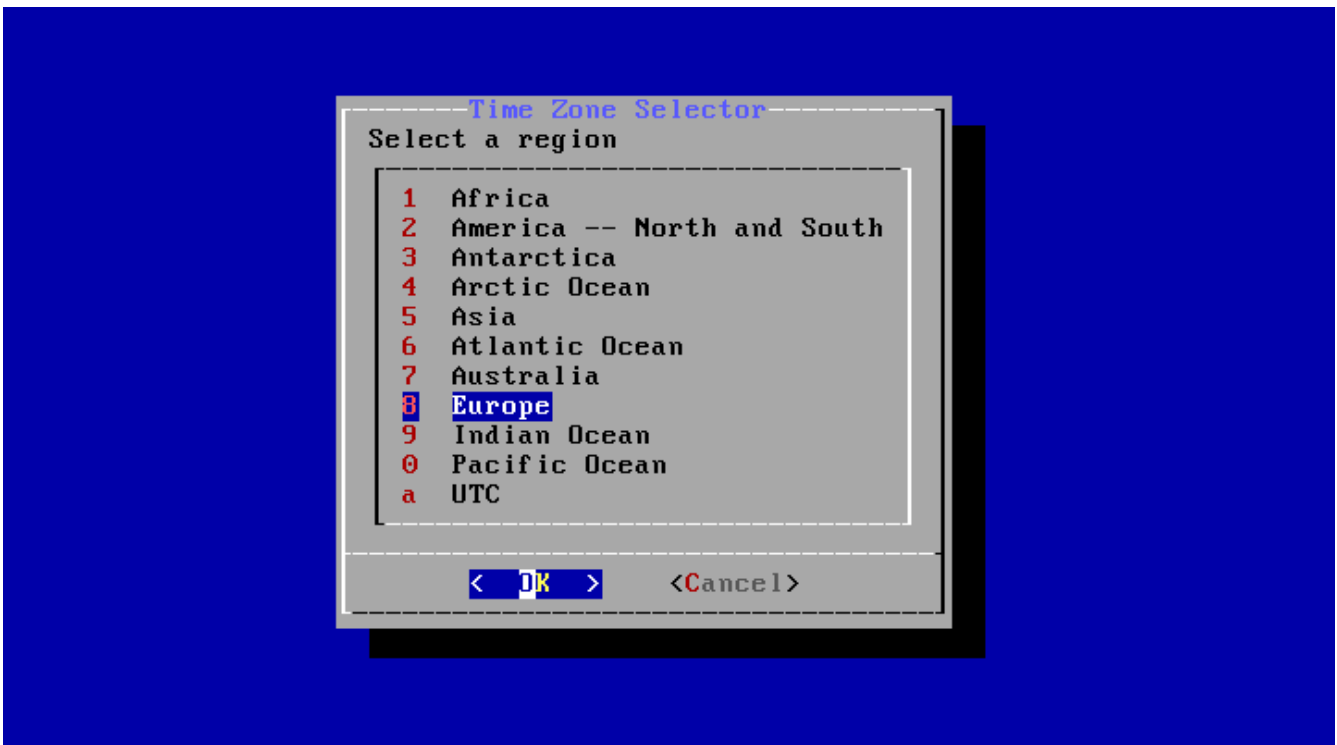 Time Zone Selector
Select a region
1 Africa
2 America -- North and South
3 Antarctica
4 Arctic Ocean
5 Asia
6 Atlantic Ocean
7 Australia
8 Europe
9 Indian Ocean
0 Pacific Ocean
a UTC
< OK > <Cancel>